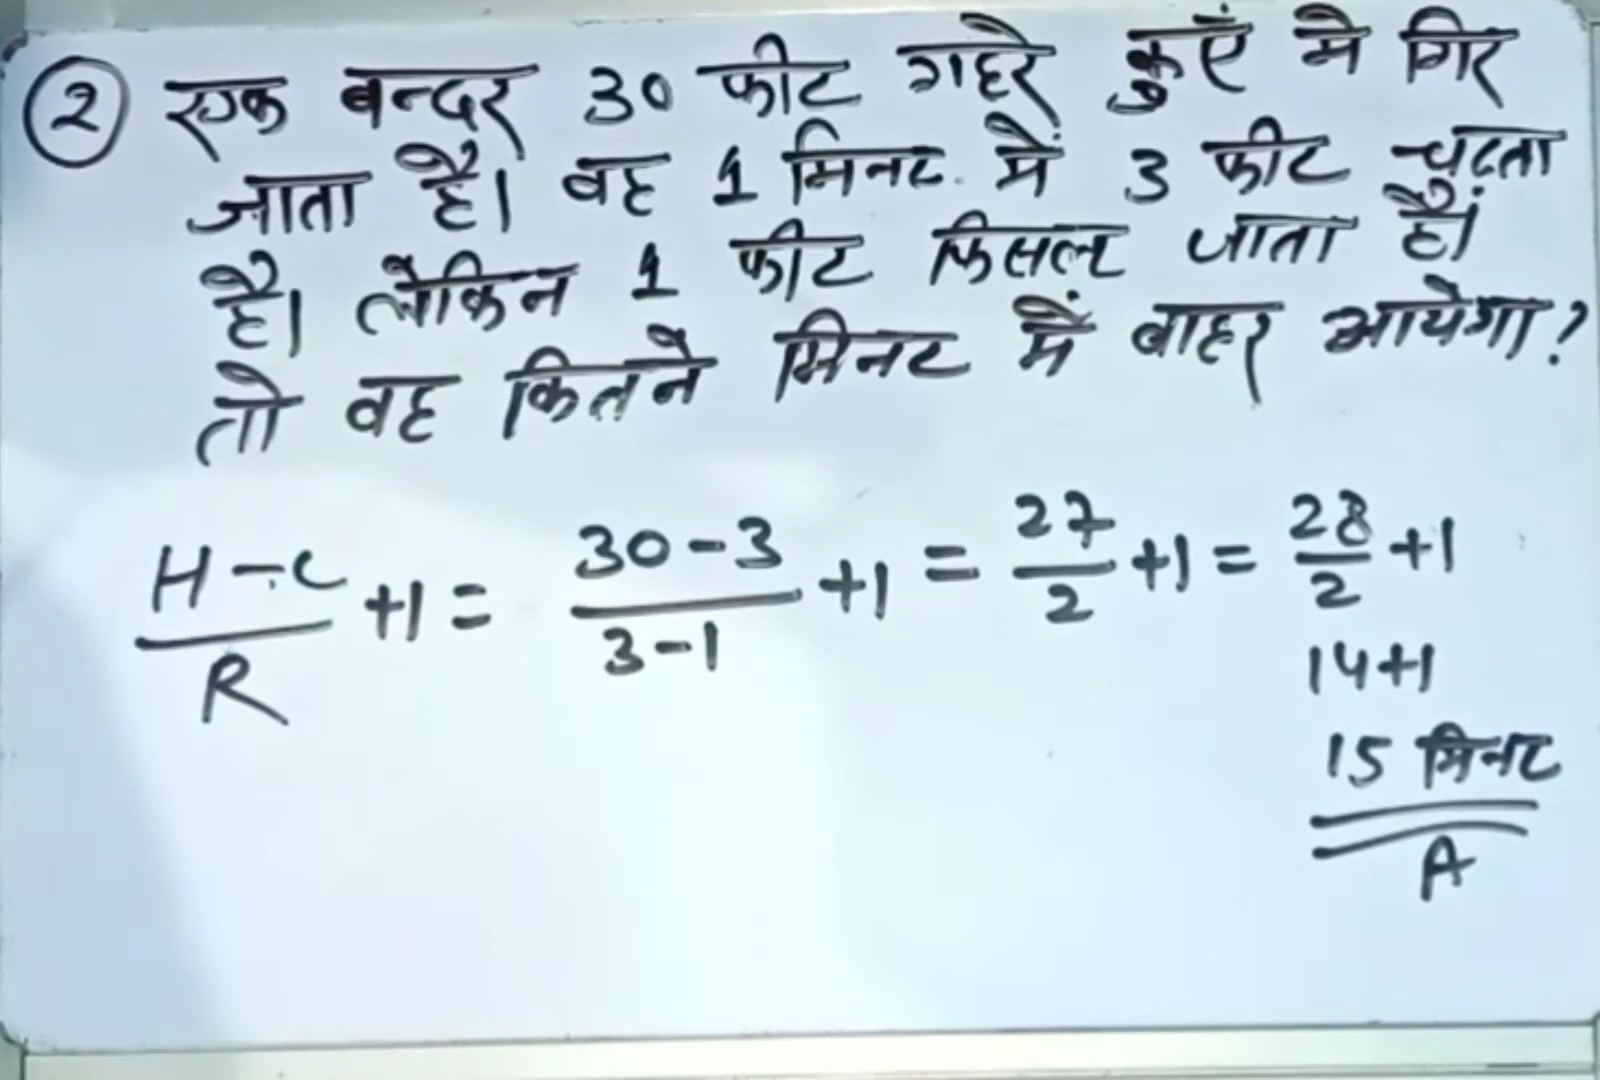 ② एक बन्दर 30 फीट गहरे कुएं मे गिर
जाता है। वह 1 मिनट में 3 फीट चढता
है। लेकिन 1 फीट फिसल जाता है।
तो वह कितने मिनट में बाहर आयेगा?
H-C/R +1 = 30-3/3-1 +1 = 27/2 +1 = 28/2 +1
14+1
15 मिनट
A